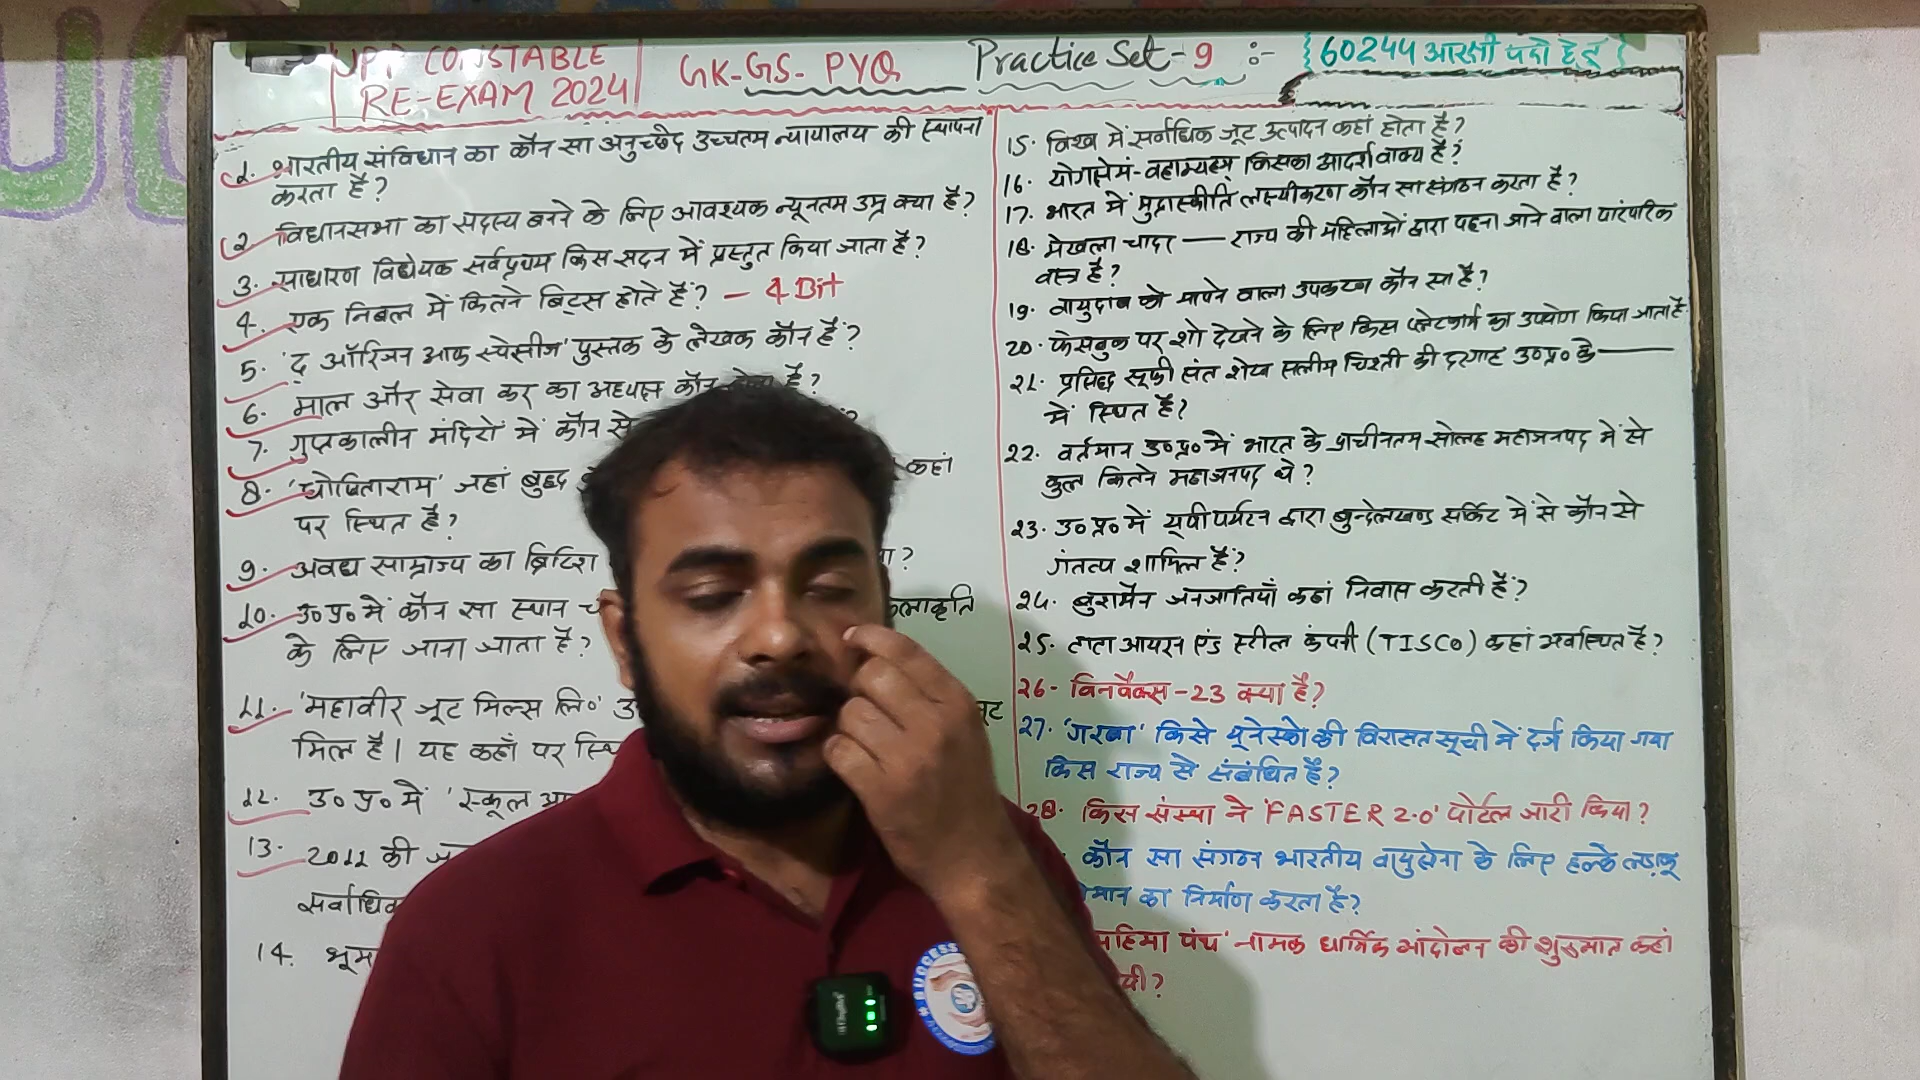 UPP CONSTABLE
RE-EXAM 2024
GK-GS-PYQ
Practice Set-9 :-
{60244 आरक्षी पदो हेतु}
1. भारतीय संविधान का कौन सा अनुच्छेद उच्चतम न्यायालय की स्थापना
करता है?
2. विधानसभा का सदस्य बनने के लिए आवश्यक न्यूनतम उम्र क्या है?
3. साधारण विधेयक सर्वप्रथम किस सदन में प्रस्तुत किया जाता है?
4. एक निबल में कितने बिट्स होते हैं? - 4 Bit
5. 'द ऑरिजन आफ स्पेसीज' पुस्तक के लेखक कौन हैं?
6. माल और सेवा कर का अध्यक्ष कौन होता है?
7. गुप्तकालीन मंदिरों में कौन से
8. 'घोषिताराम' जहां बुद्ध कहां
पर स्थित है?
9. अवध साम्राज्य का ब्रिटिश
10. उ०प्र० में कौन सा स्थान कलाकृति
के लिए जाना जाता है?
11. 'महावीर जूट मिल्स लि०' जूट
मिल है। यह कहाँ पर
12. उ० प्र० में 'स्कूल
13. 2011 की
सर्वाधिक
14.
15. विश्व में सर्वाधिक जूट उत्पादन कहां होता है?
16. योगक्षेमं-वहाम्यहम् किसका आदर्श वाक्य है?
17. भारत में मुद्रास्फीति लक्ष्यीकरण कौन सा संगठन करता है?
18. मेखला चादर —— राज्य की महिलाओं द्वारा पहना जाने वाला पारंपरिक
वस्त्र है?
19. वायुदाब को मापने वाला उपकरण कौन सा है?
20. फेसबुक पर शो देखने के लिए किस प्लेटफार्म का उपयोग किया जाता है
21. प्रसिद्ध सूफी संत शेख सलीम चिश्ती की दरगाह उ०प्र० के ———
में स्थित है?
22. वर्तमान उ०प्र० में भारत के प्राचीनतम सोलह महाजनपद में से
कुल कितने महाजनपद थे?
23. उ० प्र० में यूपी पर्यटन द्वारा बुन्देलखण्ड सर्किट में से कौन से
गंतव्य शामिल हैं?
24. बुशमैन जनजातियाँ कहां निवास करती हैं?
25. टाटा आयरन एंड स्टील कंपनी (TISCO) कहां अवस्थित है?
26- विनबैक्स-23 क्या है?
27. 'गरबा' किसे यूनेस्को की विरासत सूची में दर्ज किया गया
किस राज्य से संबंधित है?
28. किस संस्था ने 'FASTER 2.0' पोर्टल जारी किया?
कौन सा संगठन भारतीय वायुसेना के लिए हल्के लड़ाकू
विमान का निर्माण करता है?
महिमा पंथ' नामक धार्मिक आंदोलन की शुरुआत कहां
SUCCESS